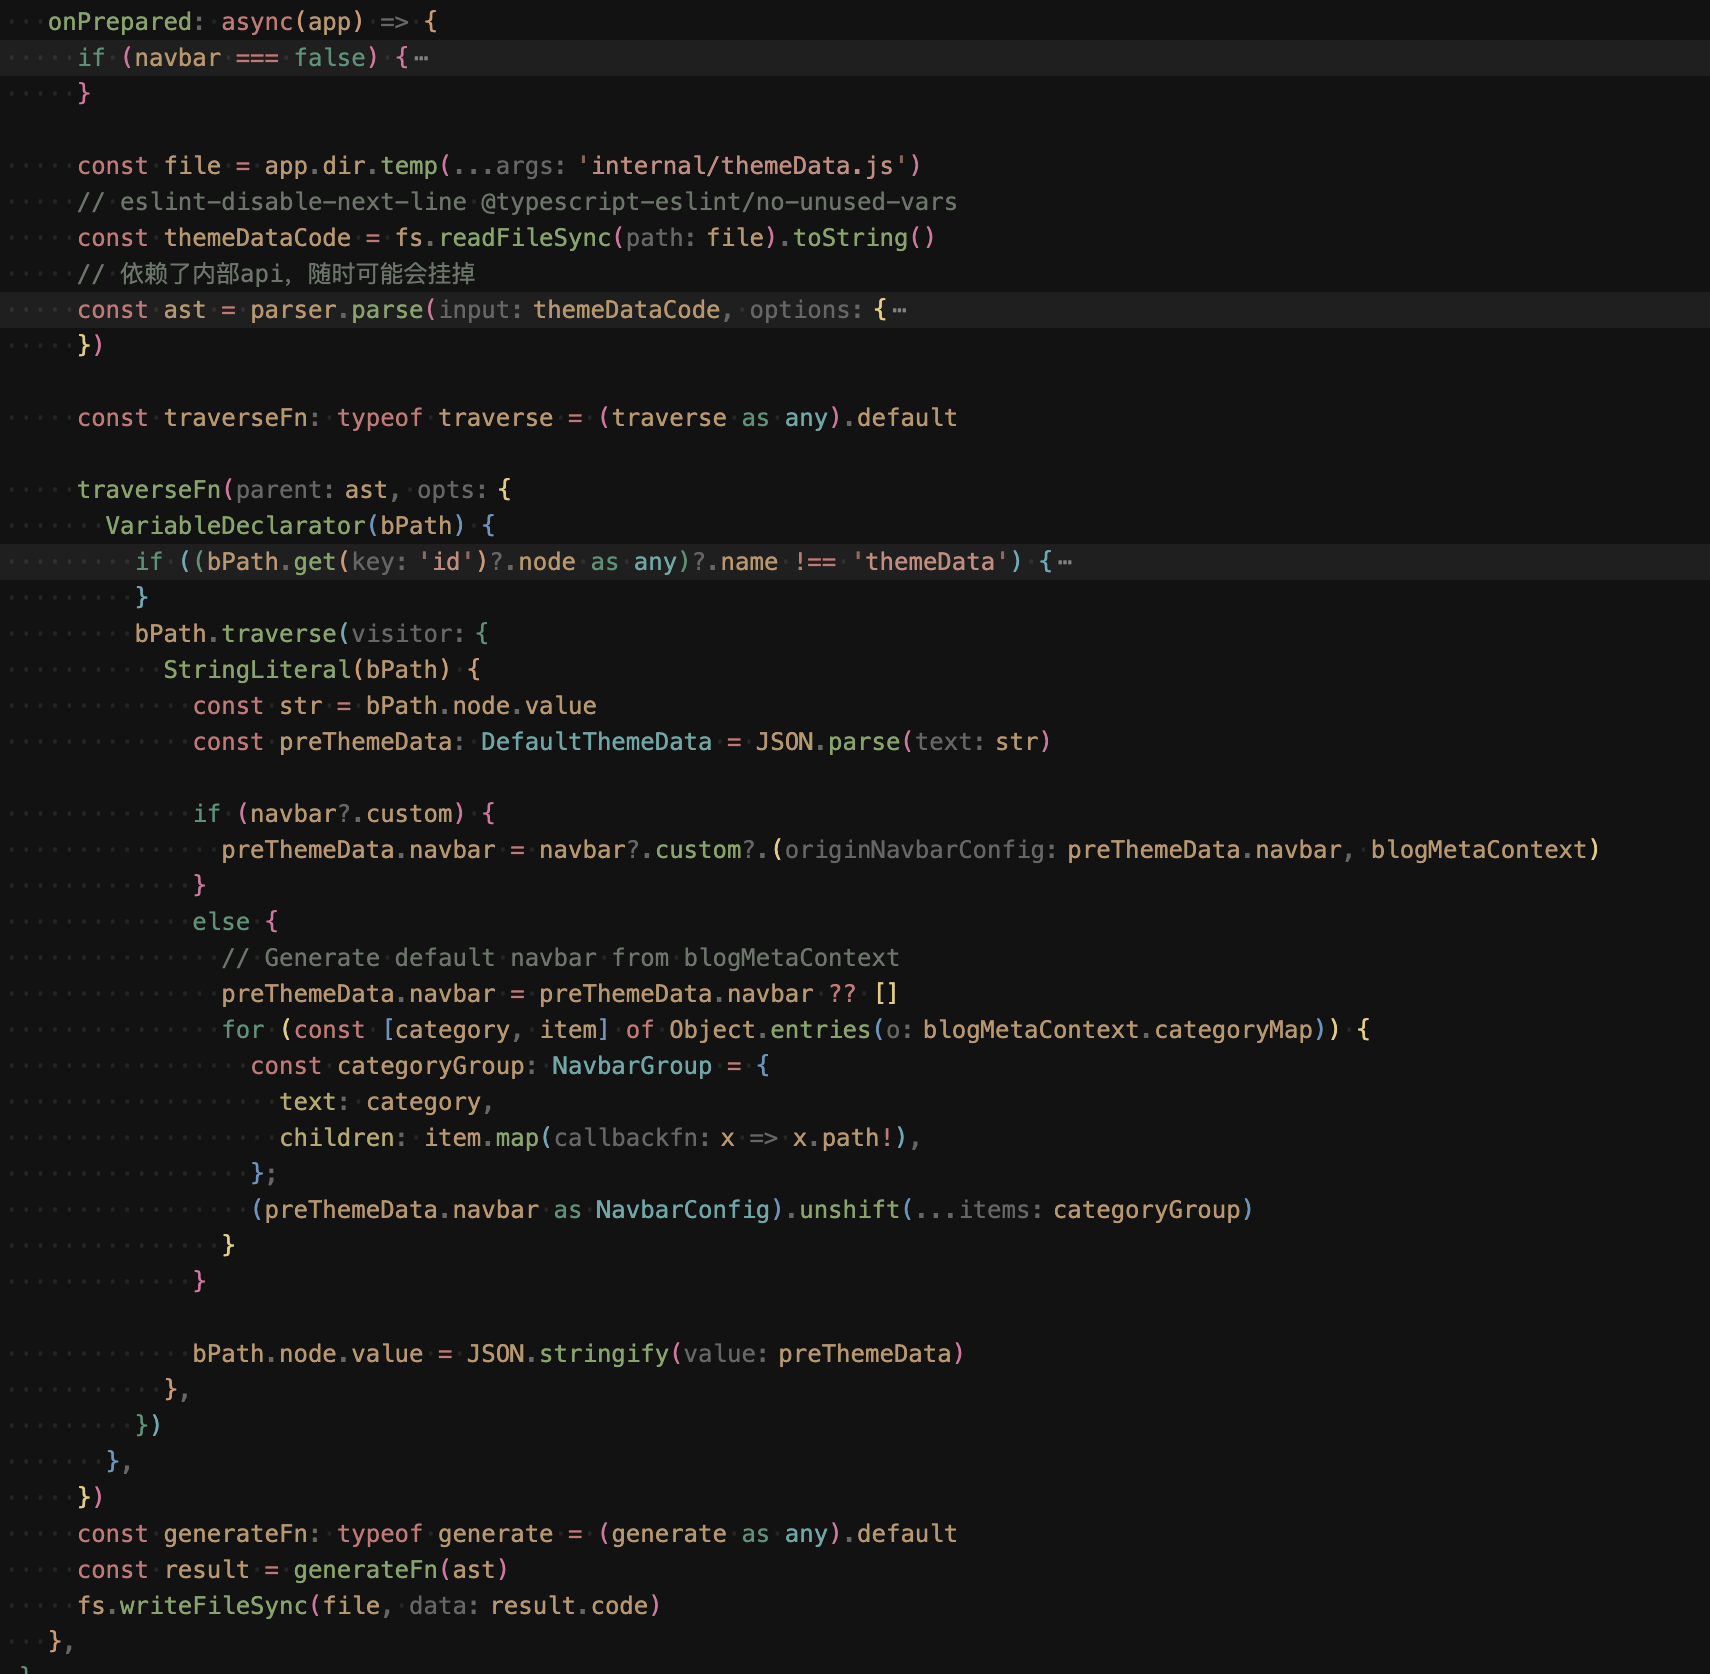 onPrepared: async(app) => {
if (navbar === false) {⋯
}
const file = app.dir.temp(...args: 'internal/themeData.js')
// eslint-disable-next-line @typescript-eslint/no-unused-vars
const themeDataCode = fs.readFileSync(path: file).toString()
// 依赖了内部api，随时可能会挂掉
const ast = parser.parse(input: themeDataCode, options: {⋯
})
const traverseFn: typeof traverse = (traverse as any).default
traverseFn(parent: ast, opts: {
VariableDeclarator(bPath) {
if ((bPath.get(key: 'id')?.node as any)?.name !== 'themeData') {⋯
}
bPath.traverse(visitor: {
StringLiteral(bPath) {
const str = bPath.node.value
const preThemeData: DefaultThemeData = JSON.parse(text: str)
if (navbar?.custom) {
preThemeData.navbar = navbar?.custom?.(originNavbarConfig: preThemeData.navbar, blogMetaContext)
}
else {
// Generate default navbar from blogMetaContext
preThemeData.navbar = preThemeData.navbar ?? []
for (const [category, item] of Object.entries(o: blogMetaContext.categoryMap)) {
const categoryGroup: NavbarGroup = {
text: category,
children: item.map(callbackfn: x => x.path!),
};
(preThemeData.navbar as NavbarConfig).unshift(...items: categoryGroup)
}
}
bPath.node.value = JSON.stringify(value: preThemeData)
},
})
},
})
const generateFn: typeof generate = (generate as any).default
const result = generateFn(ast)
fs.writeFileSync(file, data: result.code)
},
}